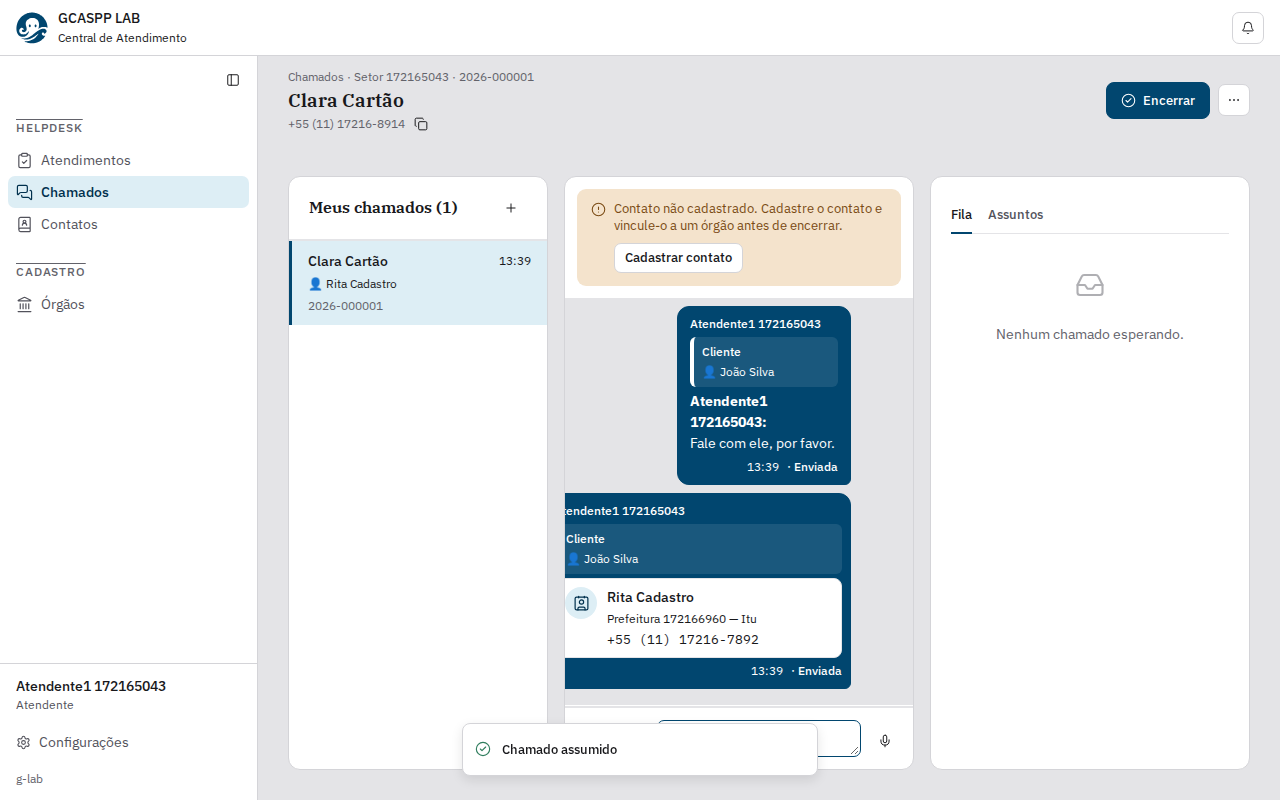 GCASPP LAB
Central de Atendimento
HELPDESK
Atendimentos
Chamados
Contatos
CADASTRO
Órgãos
Atendente1 172165043
Atendente
Configurações
g-lab
Chamados · Setor 172165043 · 2026-000001
Clara Cartão
+55 (11) 17216-8914
Encerrar
Meus chamados (1)
Clara Cartão 13:39
Rita Cadastro
2026-000001
Contato não cadastrado. Cadastre o contato e
vincule-o a um órgão antes de encerrar.
Cadastrar contato
Atendente1 172165043
Cliente
João Silva
Atendente1
172165043:
Fale com ele, por favor.
13:39 · Enviada
tendente1 172165043
Cliente
João Silva
Rita Cadastro
Prefeitura 172166960 — Itu
+55 (11) 17216-7892
13:39 · Enviada
Chamado assumido
Fila Assuntos
Nenhum chamado esperando.